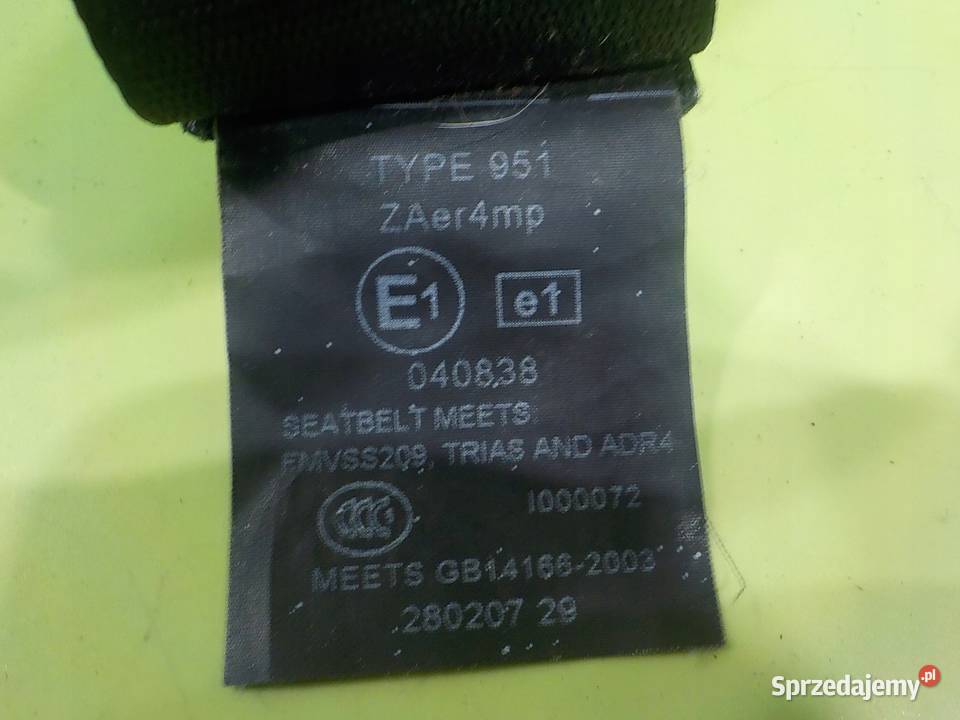 TYPE 951
ZAer4mp
E1 e1
040838
SEATBELT MEETS:
FMVSS209, TRIAS AND ADR4
CCC I000072
MEETS GB14166-2003
280207 29
Sprzedajemy.pl